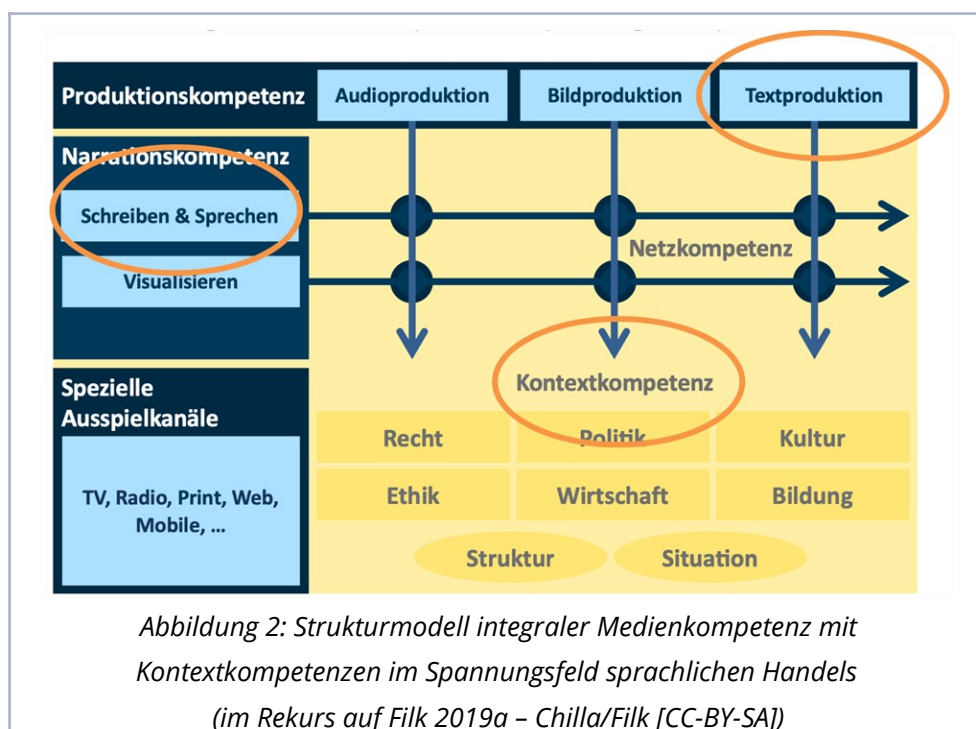 Produktionskompetenz
Audioproduktion
Bildproduktion
Textproduktion
Narrationskompetenz
Schreiben & Sprechen
Netzkompetenz
Visualisieren
Kontextkompetenz
Spezielle
Ausspielkanäle
TV, Radio, Print, Web,
Mobile, ...
Recht
Politik
Kultur
Ethik
Wirtschaft
Bildung
Struktur
Situation
Abbildung 2: Strukturmodell integraler Medienkompetenz mit
Kontextkompetenzen im Spannungsfeld sprachlichen Handels
(im Rekurs auf Filk 2019a – Chilla/Filk [CC-BY-SA])